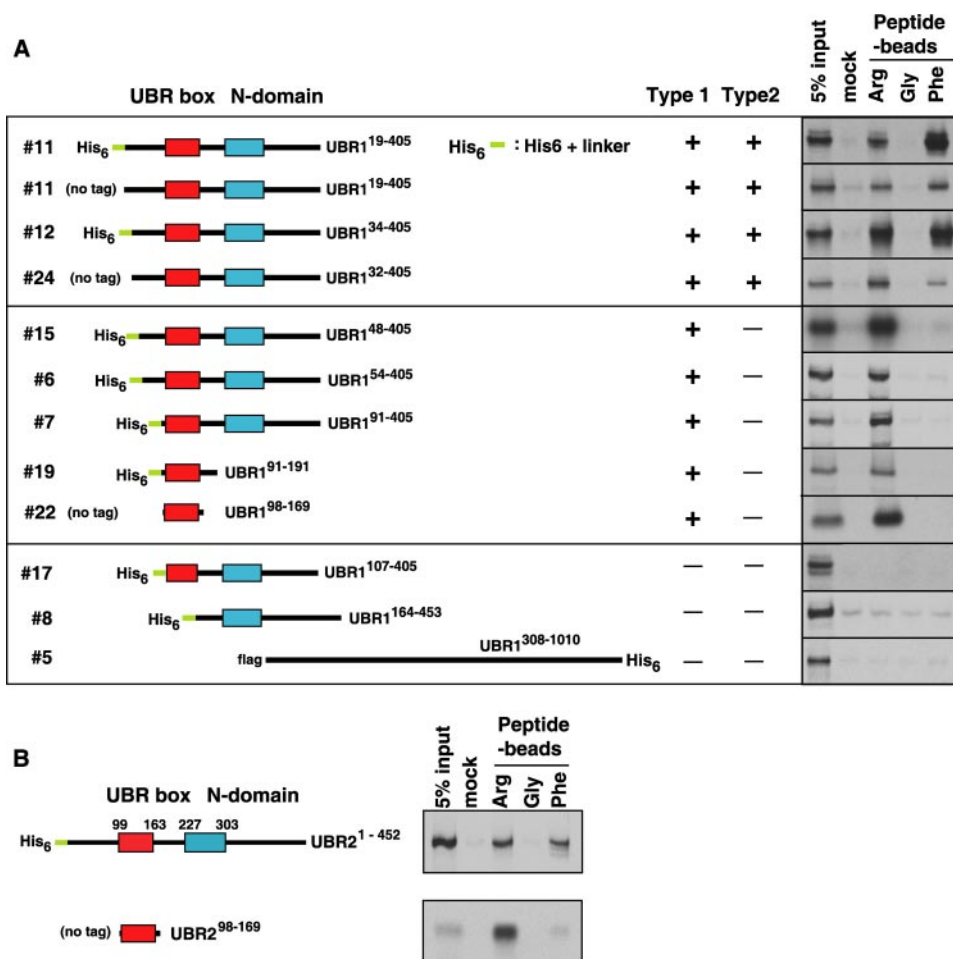 A
Peptide
-beads
5% input
mock
Arg
Gly
Phe
UBR box N-domain Type 1 Type2
#11 His6 UBR1 19-405 His6 : His6 + linker + +
#11 (no tag) UBR1 19-405 + +
#12 His6 UBR1 34-405 + +
#24 (no tag) UBR1 32-405 + +
#15 His6 UBR1 48-405 + —
#6 His6 UBR1 54-405 + —
#7 His6 UBR1 91-405 + —
#19 His6 UBR1 91-191 + —
#22 (no tag) UBR1 98-169 + —
#17 His6 UBR1 107-405 — —
#8 His6 UBR1 164-453 — —
#5 flag UBR1 308-1010 His6 — —
B
Peptide
-beads
5% input
mock
Arg
Gly
Phe
UBR box N-domain
99 163 227 303
His6 UBR2 1 - 452
(no tag) UBR2 98-169